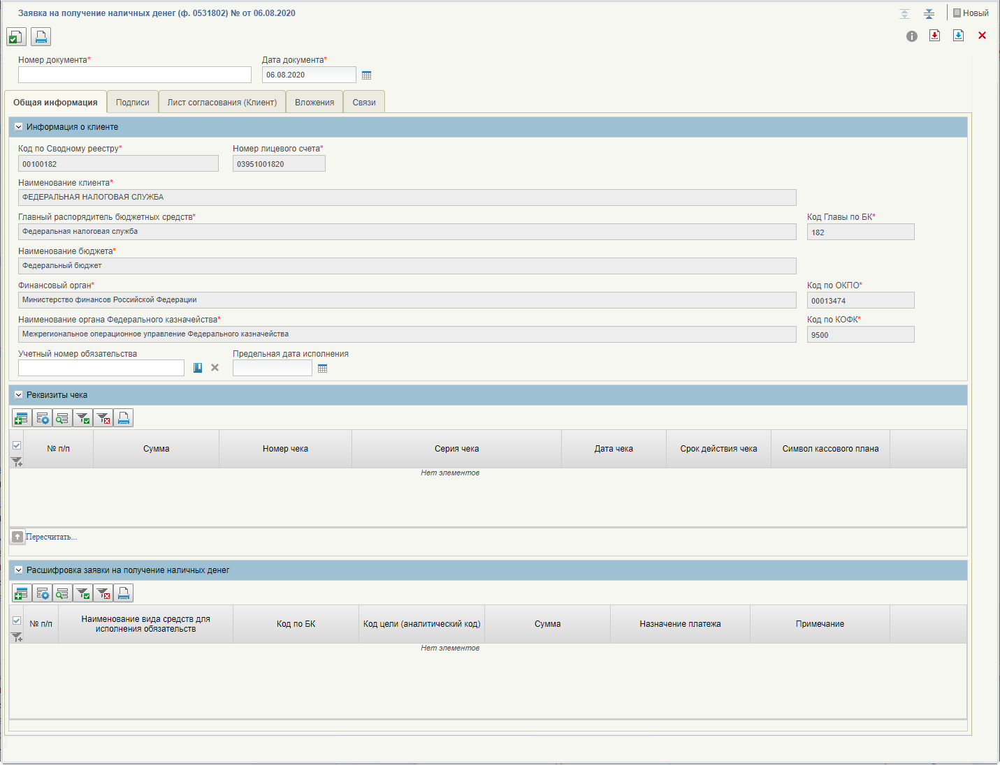 Заявка на получение наличных денег (ф. 0531802) № от 06.08.2020
Новый
Номер документа* Дата документа*
06.08.2020
Общая информация Подписи Лист согласования (Клиент) Вложения Связи
Информация о клиенте
Код по Сводному реестру* Номер лицевого счета*
00100182 03951001820
Наименование клиента*
ФЕДЕРАЛЬНАЯ НАЛОГОВАЯ СЛУЖБА
Главный распорядитель бюджетных средств* Код Главы по БК*
Федеральная налоговая служба 182
Наименование бюджета*
Федеральный бюджет
Финансовый орган* Код по ОКПО*
Министерство финансов Российской Федерации 00013474
Наименование органа Федерального казначейства* Код по КОФК*
Межрегиональное операционное управление Федерального казначейства 9500
Учетный номер обязательства Предельная дата исполнения
Реквизиты чека
№ п/п Сумма Номер чека Серия чека Дата чека Срок действия чека Символ кассового плана
Нет элементов
Пересчитать...
Расшифровка заявки на получение наличных денег
№ п/п Наименование вида средств для исполнения обязательств Код по БК Код цели (аналитический код) Сумма Назначение платежа Примечание
Нет элементов